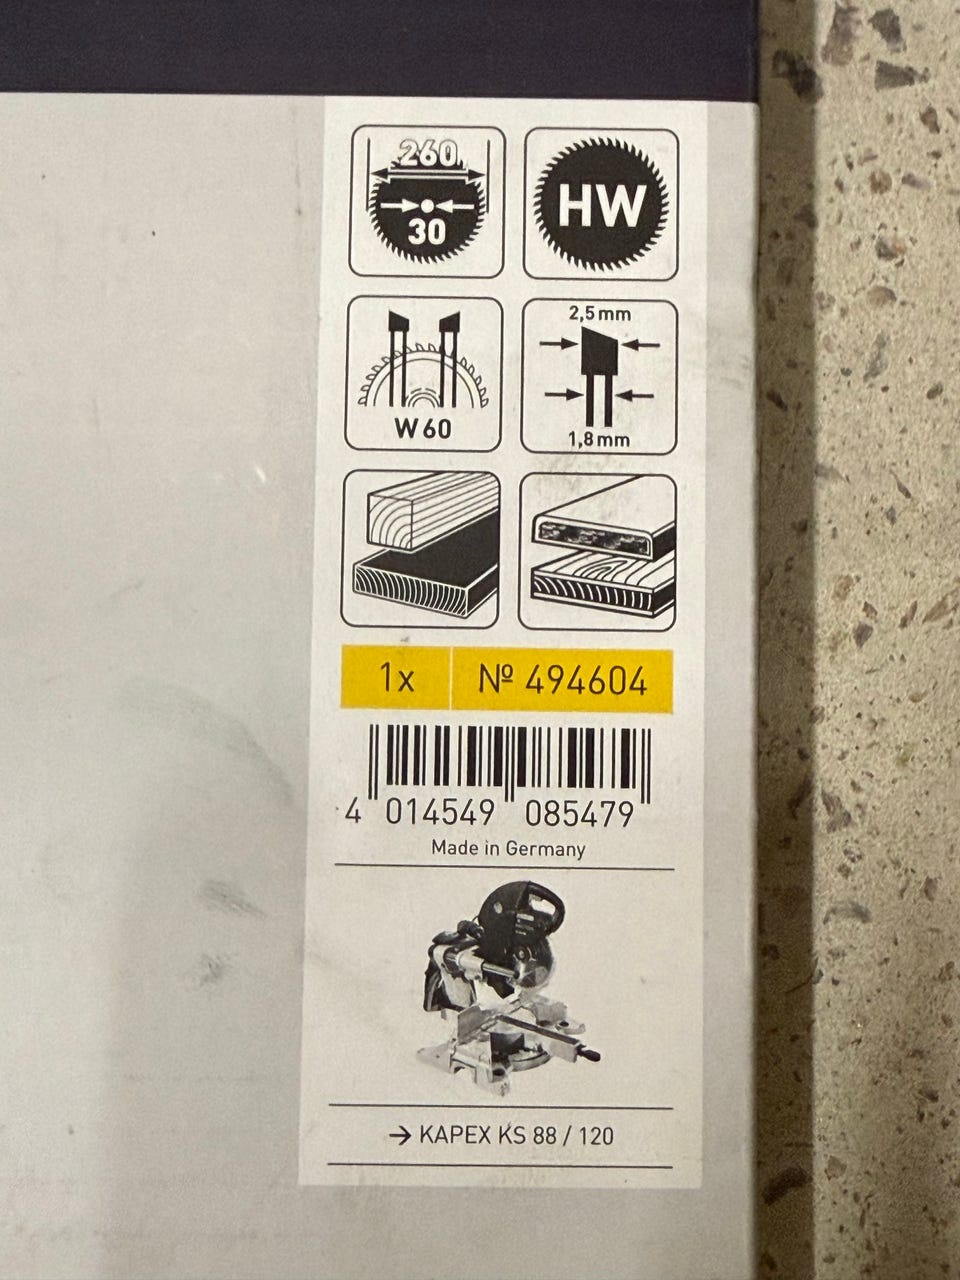 260
30
HW
W 60
2,5 mm
1,8 mm
1x Nº 494604
4 014549 085479
Made in Germany
→ KAPEX KS 88 / 120